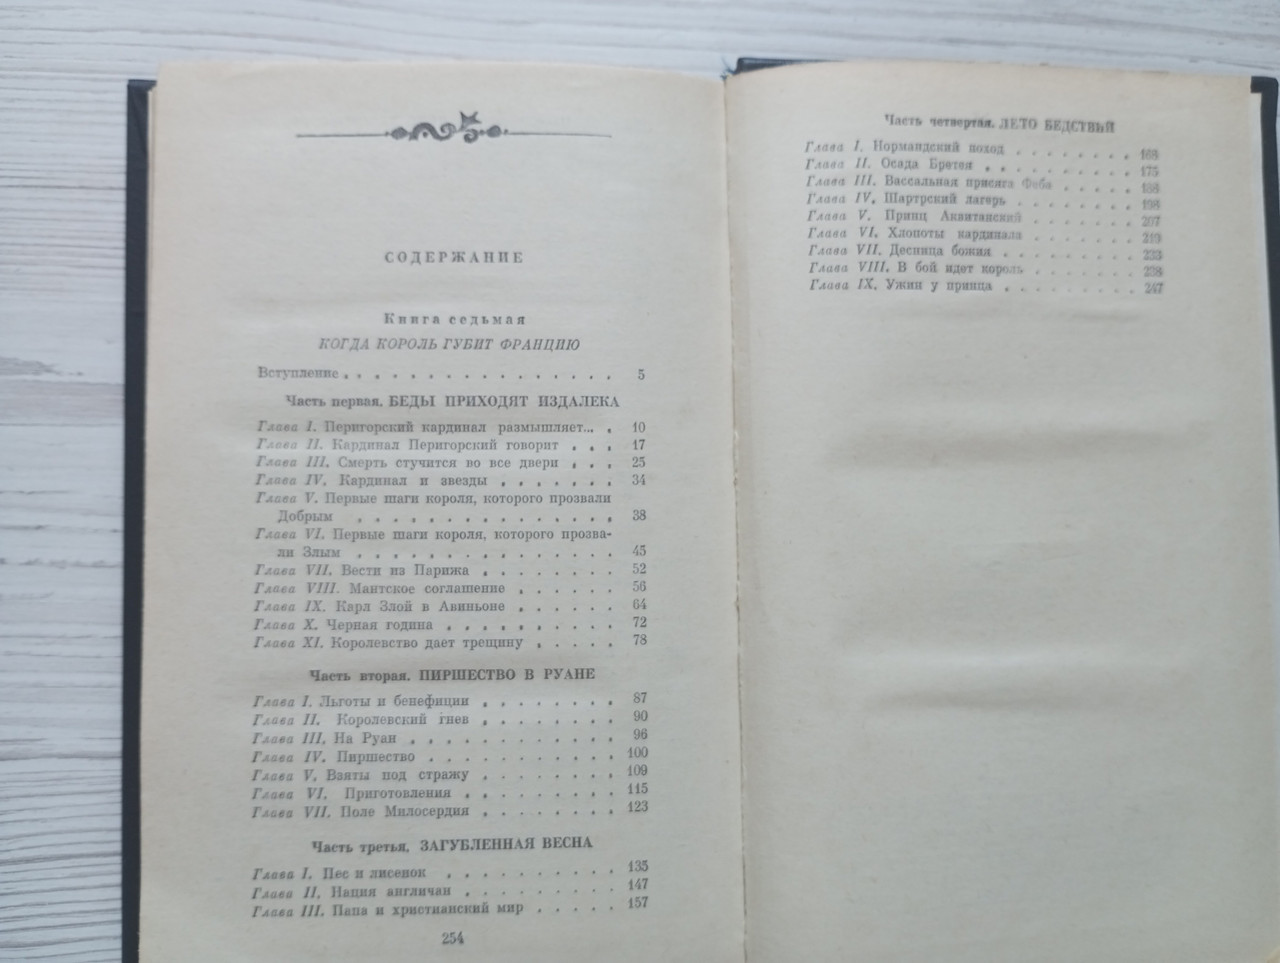 СОДЕРЖАНИЕ
Книга седьмая
КОГДА КОРОЛЬ ГУБИТ ФРАНЦИЮ
Вступление . . . . . . . . . . . . . . . 5
Часть первая. БЕДЫ ПРИХОДЯТ ИЗДАЛЕКА
Глава I. Перигорский кардинал размышляет... . 10
Глава II. Кардинал Перигорский говорит . . . 17
Глава III. Смерть стучится во все двери . . . 25
Глава IV. Кардинал и звезды . . . . . . . 34
Глава V. Первые шаги короля, которого прозвали
Добрым . . . . . . . . . . . . . . 38
Глава VI. Первые шаги короля, которого прозва-
ли Злым . . . . . . . . . . . . . . 45
Глава VII. Вести из Парижа . . . . . . . . 52
Глава VIII. Мантское соглашение . . . . . . 56
Глава IX. Карл Злой в Авиньоне . . . . . . 64
Глава X. Черная година . . . . . . . . . . 72
Глава XI. Королевство дает трещину . . . . . 78
Часть вторая. ПИРШЕСТВО В РУАНЕ
Глава I. Льготы и бенефиции . . . . . . . . 87
Глава II. Королевский гнев . . . . . . . . 90
Глава III. На Руан . . . . . . . . . . . . 96
Глава IV. Пиршество . . . . . . . . . . . 100
Глава V. Взяты под стражу . . . . . . . . 109
Глава VI. Приготовления . . . . . . . . . 115
Глава VII. Поле Милосердия . . . . . . . . 123
Часть третья. ЗАГУБЛЕННАЯ ВЕСНА
Глава I. Пес и лисенок . . . . . . . . . . 135
Глава II. Нация англичан . . . . . . . . . 147
Глава III. Папа и христианский мир . . . . . 157
254
Часть четвертая. ЛЕТО БЕДСТВИЙ
Глава I. Нормандский поход . . . . . . . . 168
Глава II. Осада Бретея . . . . . . . . . . 175
Глава III. Вассальная присяга Феба . . . . . 188
Глава IV. Шартрский лагерь . . . . . . . . 198
Глава V. Принц Аквитанский . . . . . . . 207
Глава VI. Хлопоты кардинала . . . . . . . 219
Глава VII. Десница божия . . . . . . . . . 233
Глава VIII. В бой идет король . . . . . . . 238
Глава IX. Ужин у принца . . . . . . . . . 247